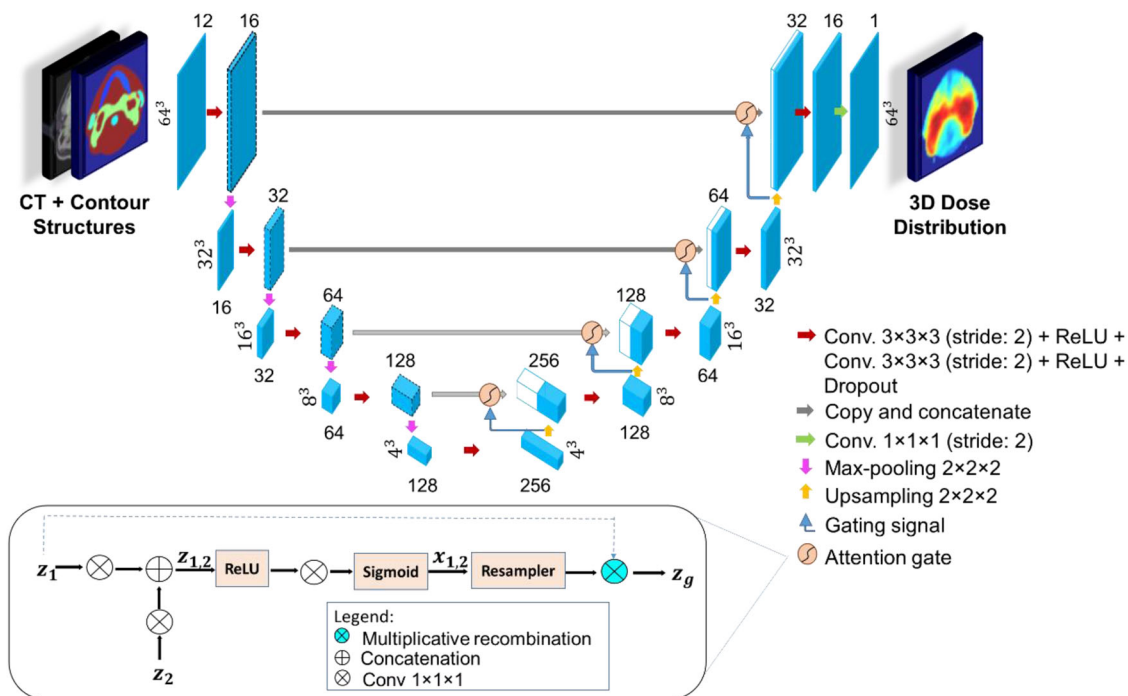 12
16
32
16
1
64³
64³
CT + Contour
Structures
3D Dose
Distribution
32
64
32³
32³
16
32
64
128
16³
16³
32
64
128
256
8³
8³
64
128
4³
4³
128
256
Conv. 3×3×3 (stride: 2) + ReLU +
Conv. 3×3×3 (stride: 2) + ReLU +
Dropout
Copy and concatenate
Conv. 1×1×1 (stride: 2)
Max-pooling 2×2×2
Upsampling 2×2×2
Gating signal
Attention gate
z₁
z₁,₂
ReLU
Sigmoid
x₁,₂
Resampler
z_g
z₂
Legend:
Multiplicative recombination
Concatenation
Conv 1×1×1